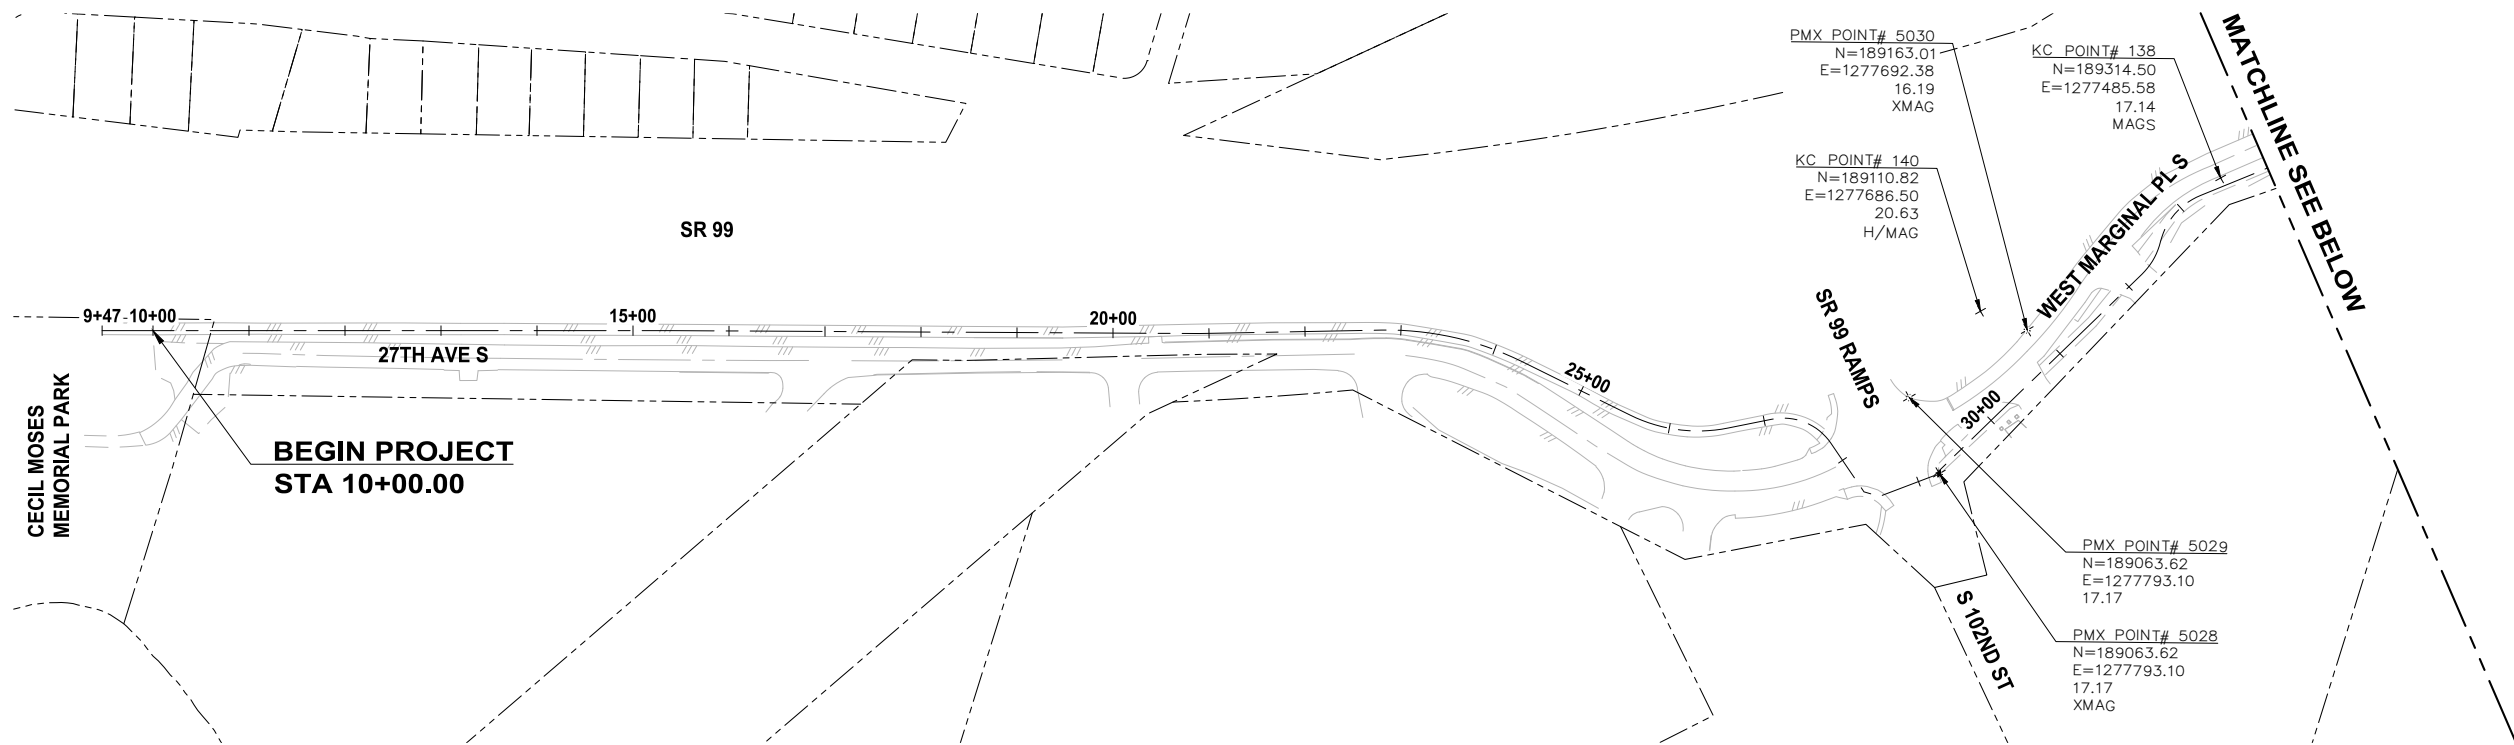 PMX POINT# 5030
N=189163.01
E=1277692.38
16.19
XMAG
KC POINT# 138
N=189314.50
E=1277485.58
17.14
MAGS
MATCHLINE SEE BELOW
KC POINT# 140
N=189110.82
E=1277686.50
20.63
H/MAG
WEST MARGINAL PL S
SR 99
SR 99 RAMPS
9+47
10+00
15+00
20+00
25+00
30+00
27TH AVE S
CECIL MOSES
MEMORIAL PARK
BEGIN PROJECT
STA 10+00.00
PMX POINT# 5029
N=189063.62
E=1277793.10
17.17
S 102ND ST
PMX POINT# 5028
N=189063.62
E=1277793.10
17.17
XMAG